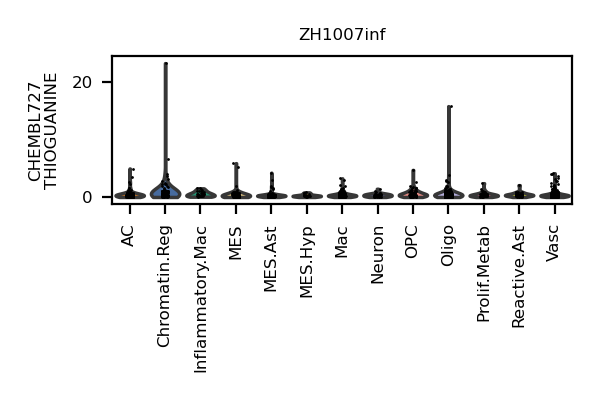 ZH1007inf
CHEMBL727
THIOGUANINE
20
0
AC
Chromatin.Reg
Inflammatory.Mac
MES
MES.Ast
MES.Hyp
Mac
Neuron
OPC
Oligo
Prolif.Metab
Reactive.Ast
Vasc